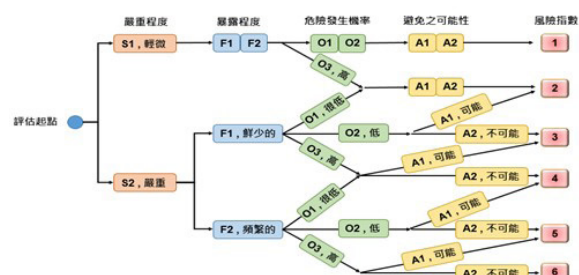 嚴重程度 暴露程度 危險發生機率 避免之可能性 風險指數
S1 , 輕微 F1 F2 O1 O2 A1 A2 1
O3 , 高
A1 A2 2
O1 , 很低
A1 , 可能
評估起點
F1 , 鮮少的 O2 , 低 A2 , 不可能 3
O3 , 高
A1 , 可能
S2 , 嚴重
A2 , 不可能 4
O1 , 很低
A1 , 可能
F2 , 頻繁的 O2 , 低 A2 , 不可能 5
O3 , 高
A1 , 可能
A2 , 不可能 6